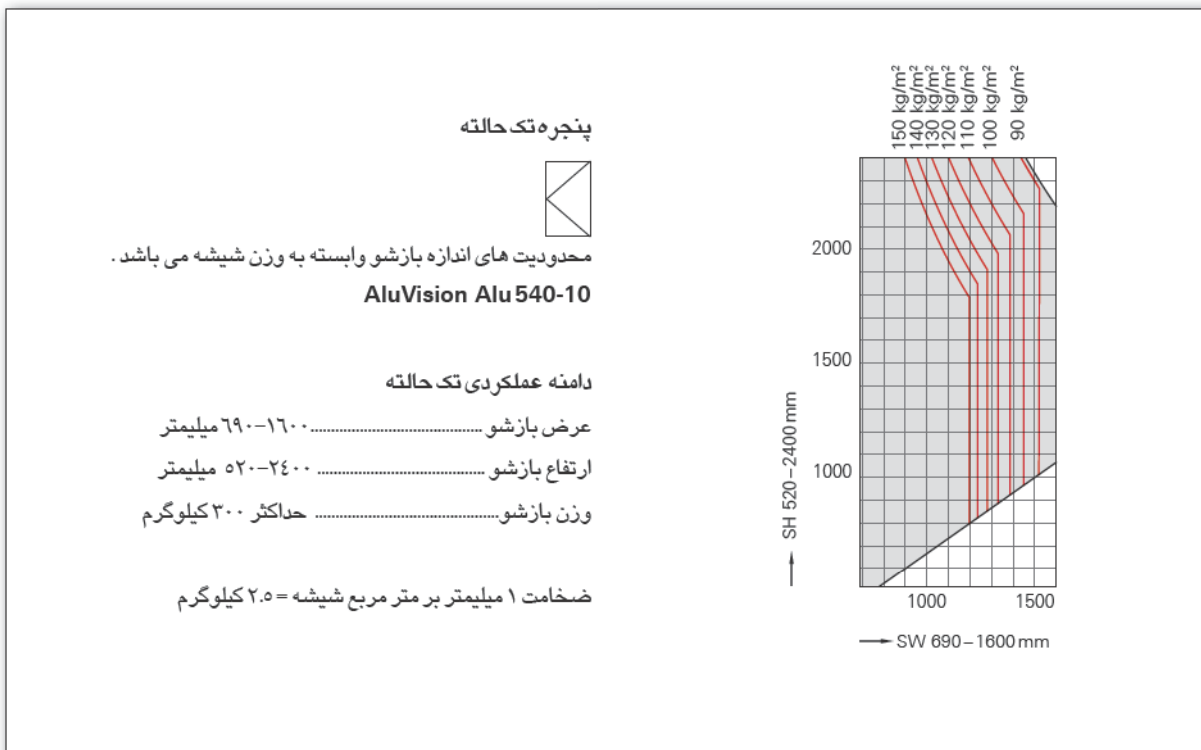 پنجره تک حالته
محدودیت های اندازه بازشو وابسته به وزن شیشه می باشد .
AluVision Alu 540-10
دامنه عملکردی تک حالته
عرض بازشو ..........................................۱۶۰۰-۶۹۰ میلیمتر
ارتفاع بازشو ......................................... ۲٤۰۰-۵۲۰ میلیمتر
وزن بازشو............................................. حداکثر ۳۰۰ کیلوگرم
ضخامت ۱ میلیمتر بر متر مربع شیشه = ۲.۵ کیلوگرم
150 kg/m²
140 kg/m²
130 kg/m²
120 kg/m²
110 kg/m²
100 kg/m²
90 kg/m²
2000
1500
1000
SH 520–2400 mm
1000 1500
SW 690–1600 mm